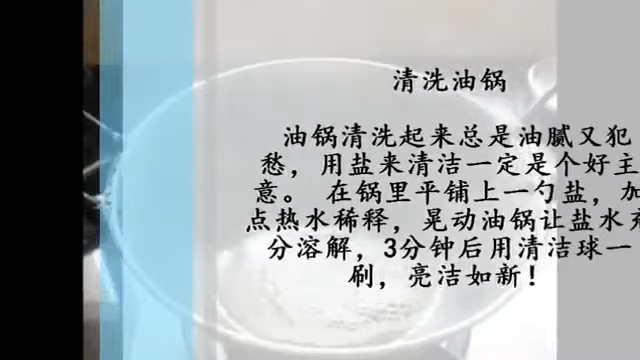 清洗油锅
油锅清洗起来总是油腻又犯
愁，用盐来清洁一定是个好主
意。 在锅里平铺上一勺盐，加
点热水稀释，晃动油锅让盐水充
分溶解，3分钟后用清洁球一
刷，亮洁如新！